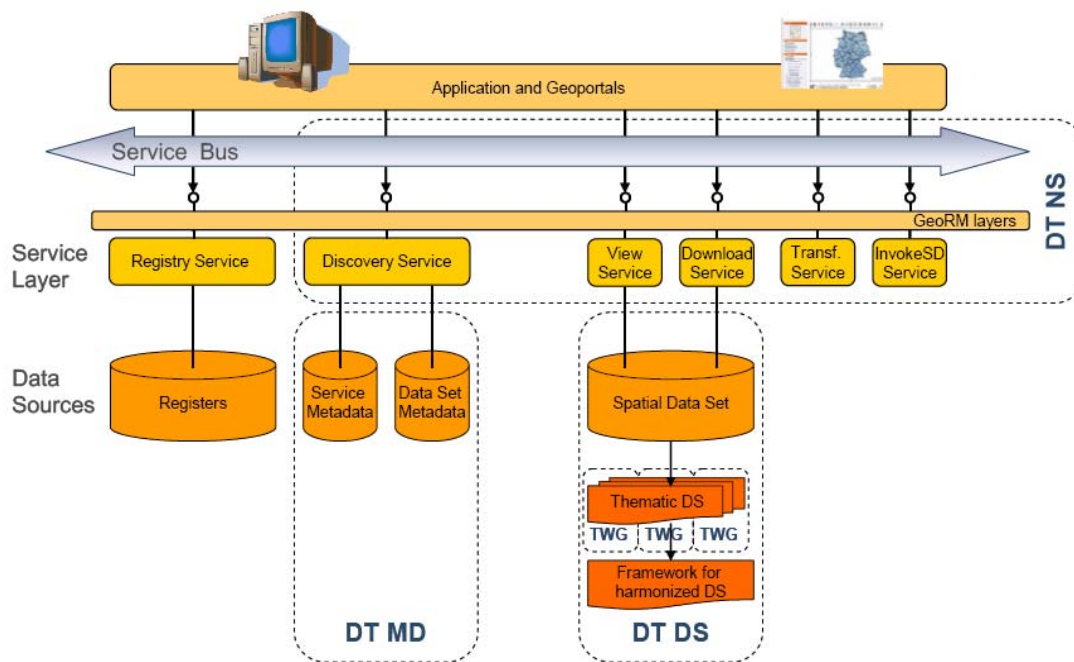 Application and Geoportals
Service Bus
DT NS
GeoRM layers
Service
Layer
Registry Service
Discovery Service
View
Service
Download
Service
Transf.
Service
InvokeSD
Service
Data
Sources
Registers
Service
Metadata
Data Set
Metadata
Spatial Data Set
Thematic DS
TWG
TWG
TWG
Framework for
harmonized DS
DT MD
DT DS